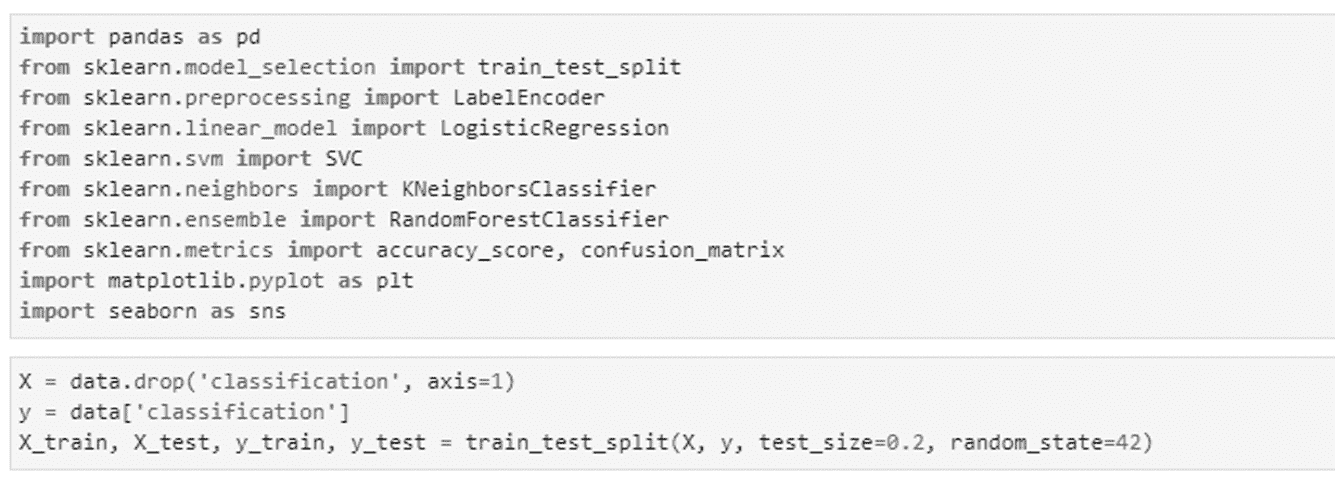 import pandas as pd
from sklearn.model_selection import train_test_split
from sklearn.preprocessing import LabelEncoder
from sklearn.linear_model import LogisticRegression
from sklearn.svm import SVC
from sklearn.neighbors import KNeighborsClassifier
from sklearn.ensemble import RandomForestClassifier
from sklearn.metrics import accuracy_score, confusion_matrix
import matplotlib.pyplot as plt
import seaborn as sns
X = data.drop('classification', axis=1)
y = data['classification']
X_train, X_test, y_train, y_test = train_test_split(X, y, test_size=0.2, random_state=42)